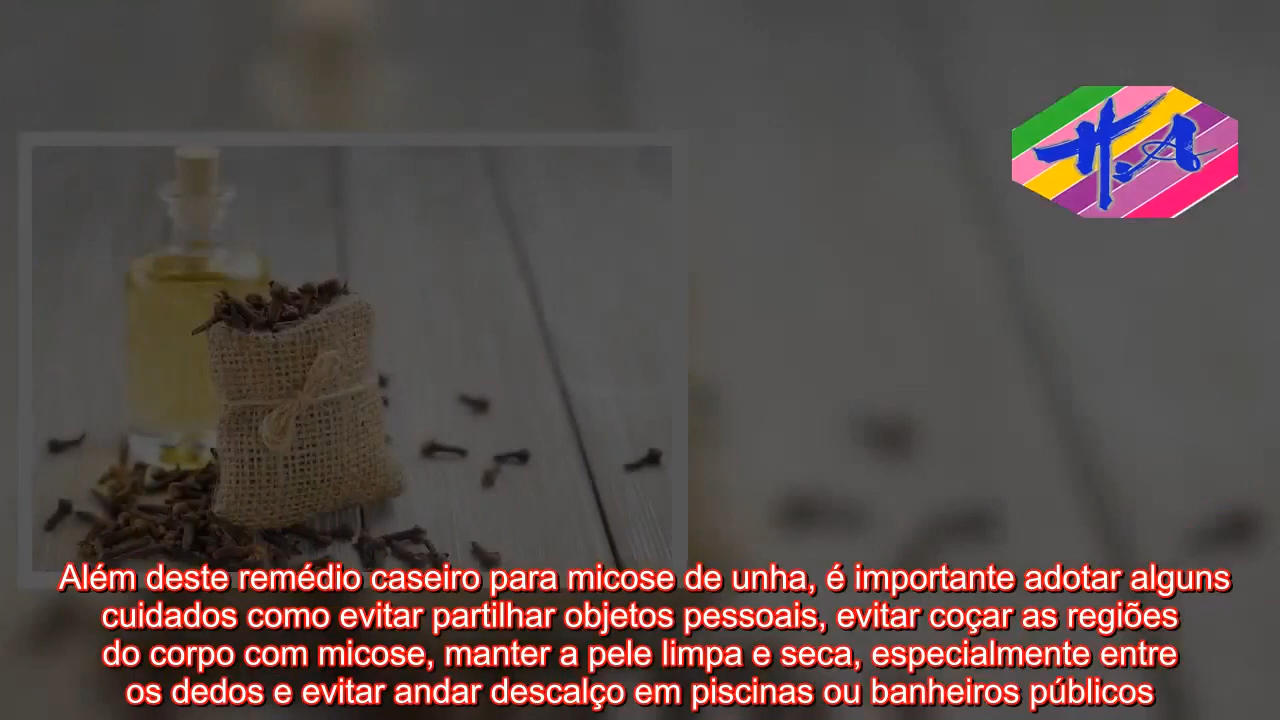 H.A
Além deste remédio caseiro para micose de unha, é importante adotar alguns
cuidados como evitar partilhar objetos pessoais, evitar coçar as regiões
do corpo com micose, manter a pele limpa e seca, especialmente entre
os dedos e evitar andar descalço em piscinas ou banheiros públicos